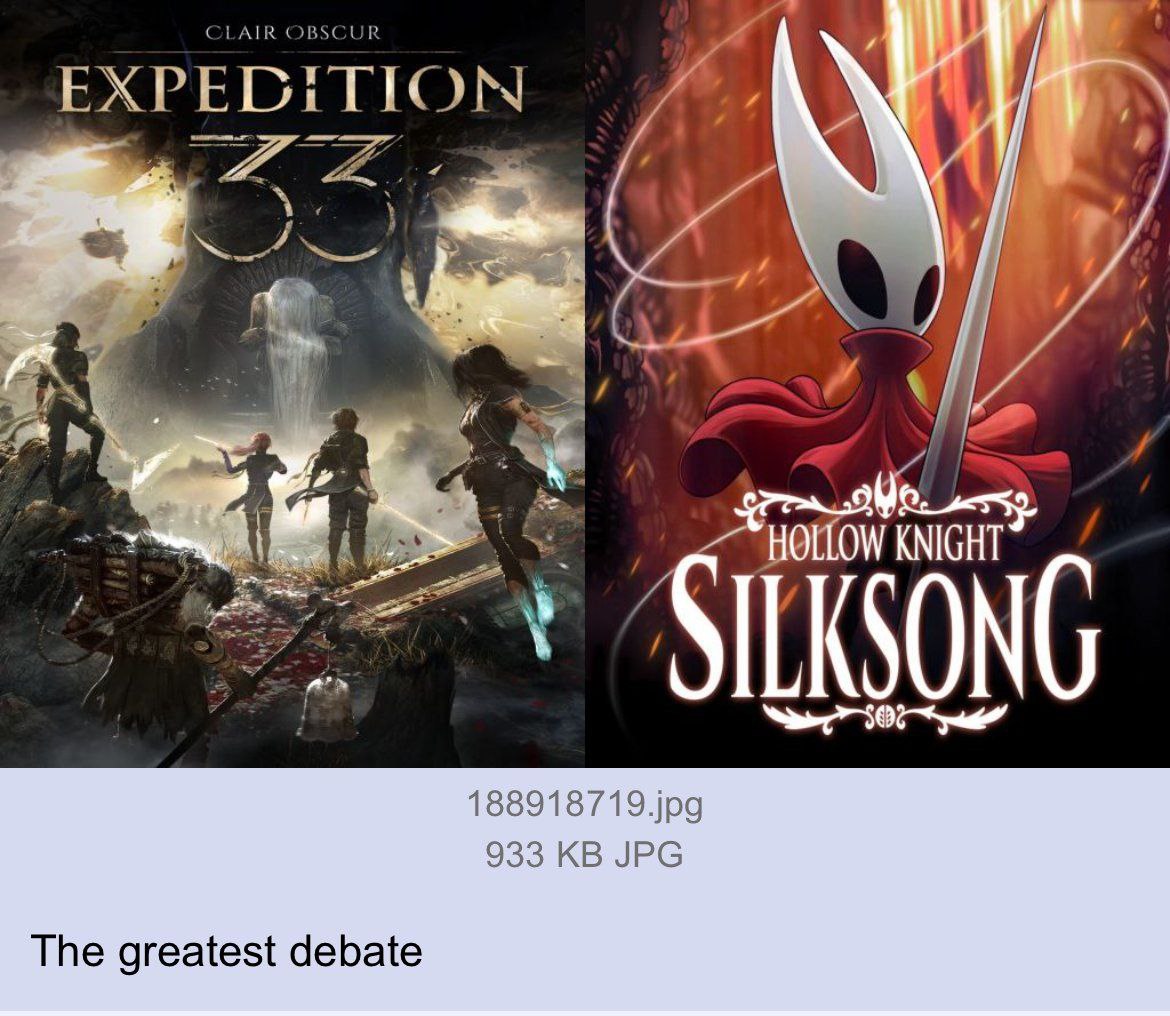 CLAIR OBSCUR
EXPEDITION
33
HOLLOW KNIGHT
SILKSONG
188918719.jpg
933 KB JPG
The greatest debate